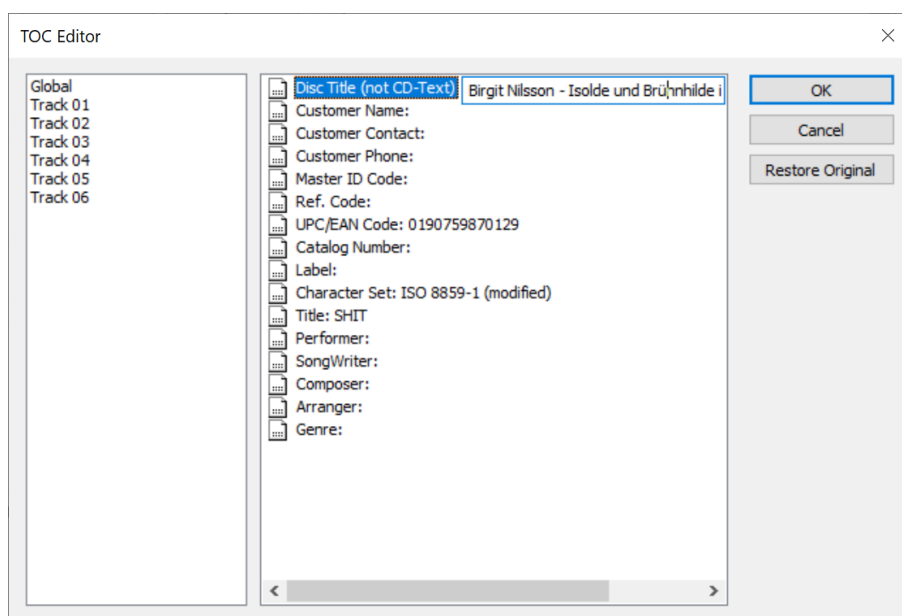 TOC Editor
Global
Track 01
Track 02
Track 03
Track 04
Track 05
Track 06
Disc Title (not CD-Text) Birgit Nilsson - Isolde und Brünnhilde i
Customer Name:
Customer Contact:
Customer Phone:
Master ID Code:
Ref. Code:
UPC/EAN Code: 0190759870129
Catalog Number:
Label:
Character Set: ISO 8859-1 (modified)
Title: SHIT
Performer:
SongWriter:
Composer:
Arranger:
Genre:
OK
Cancel
Restore Original